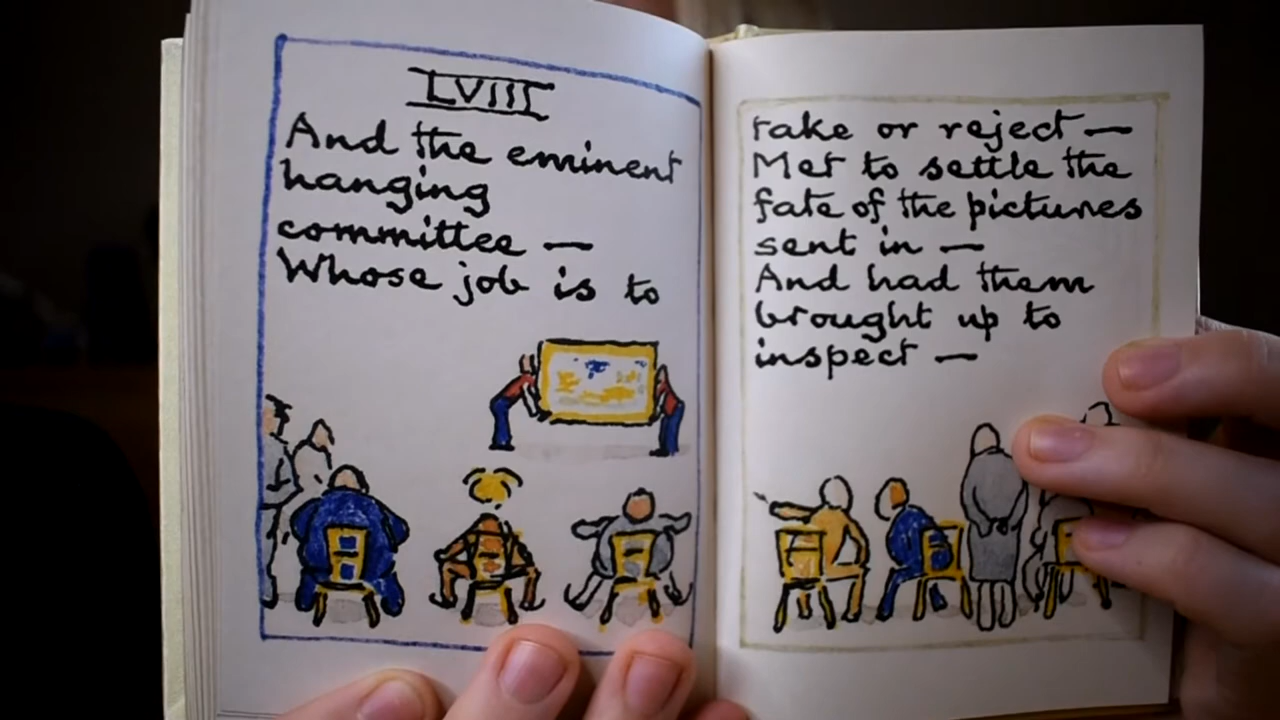 LVIII
And the eminent
hanging
committee —
Whose job is to
take or reject —
Met to settle the
fate of the pictures
sent in —
And had them
brought up to
inspect —